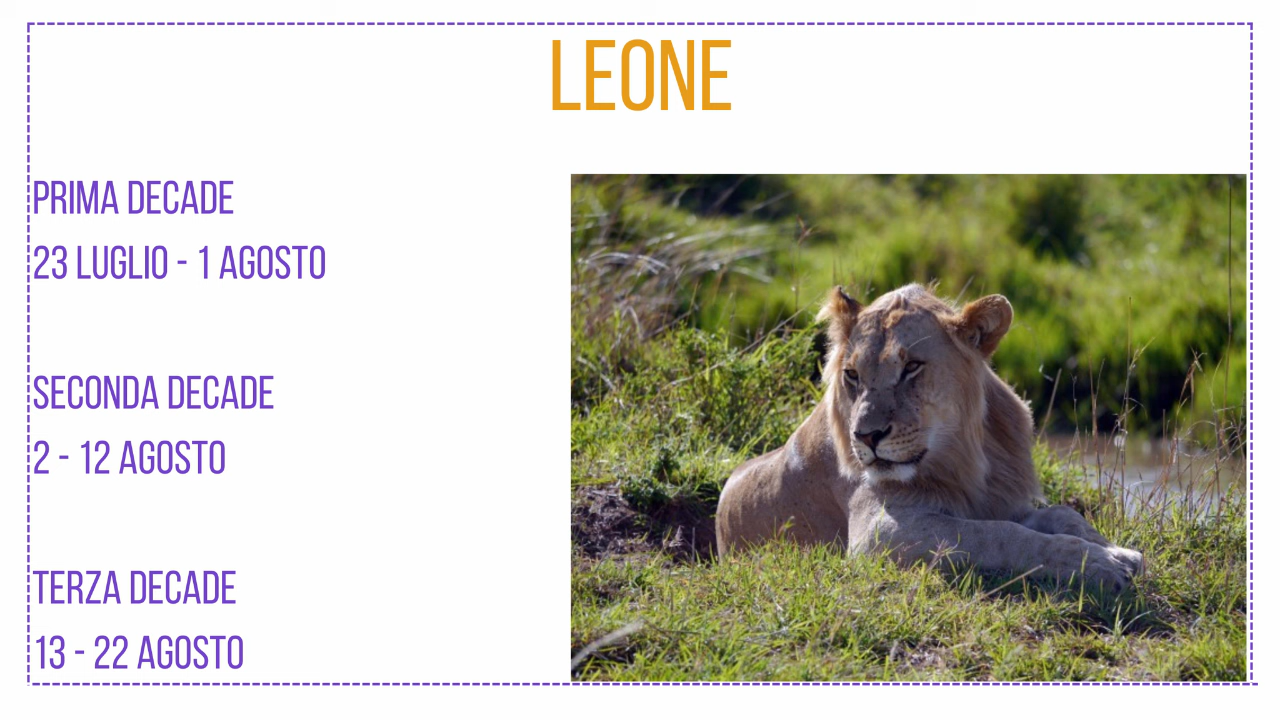 LEONE
PRIMA DECADE
23 LUGLIO - 1 AGOSTO
SECONDA DECADE
2 - 12 AGOSTO
TERZA DECADE
13 - 22 AGOSTO